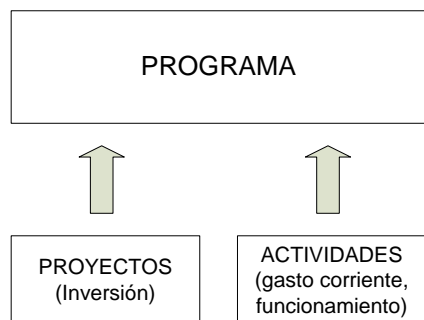 PROGRAMA
PROYECTOS
(Inversión)
ACTIVIDADES
(gasto corriente,
funcionamiento)